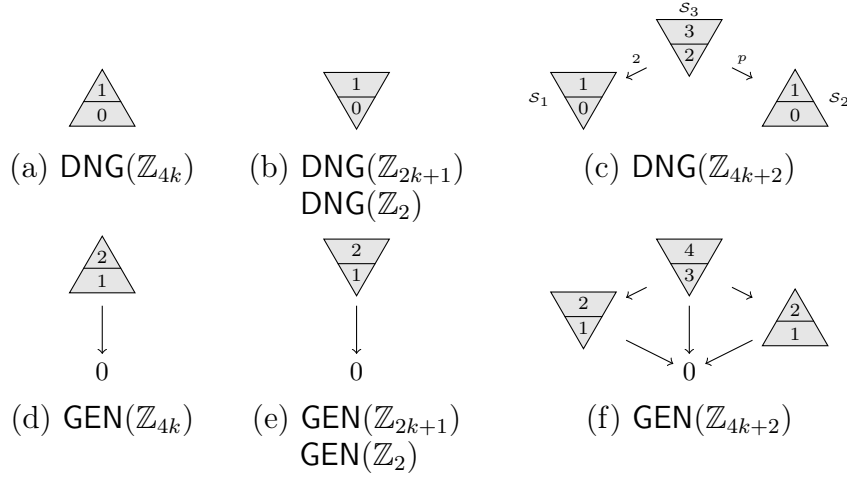 s₃
3
2
2
p
1
0
1
0
s₁
1
0
1
0
s₂
(a) DNG(ℤ₄ₖ)
(b) DNG(ℤ₂ₖ₊₁)
DNG(ℤ₂)
(c) DNG(ℤ₄ₖ₊₂)
2
1
2
1
4
3
2
1
2
1
0
0
0
(d) GEN(ℤ₄ₖ)
(e) GEN(ℤ₂ₖ₊₁)
GEN(ℤ₂)
(f) GEN(ℤ₄ₖ₊₂)